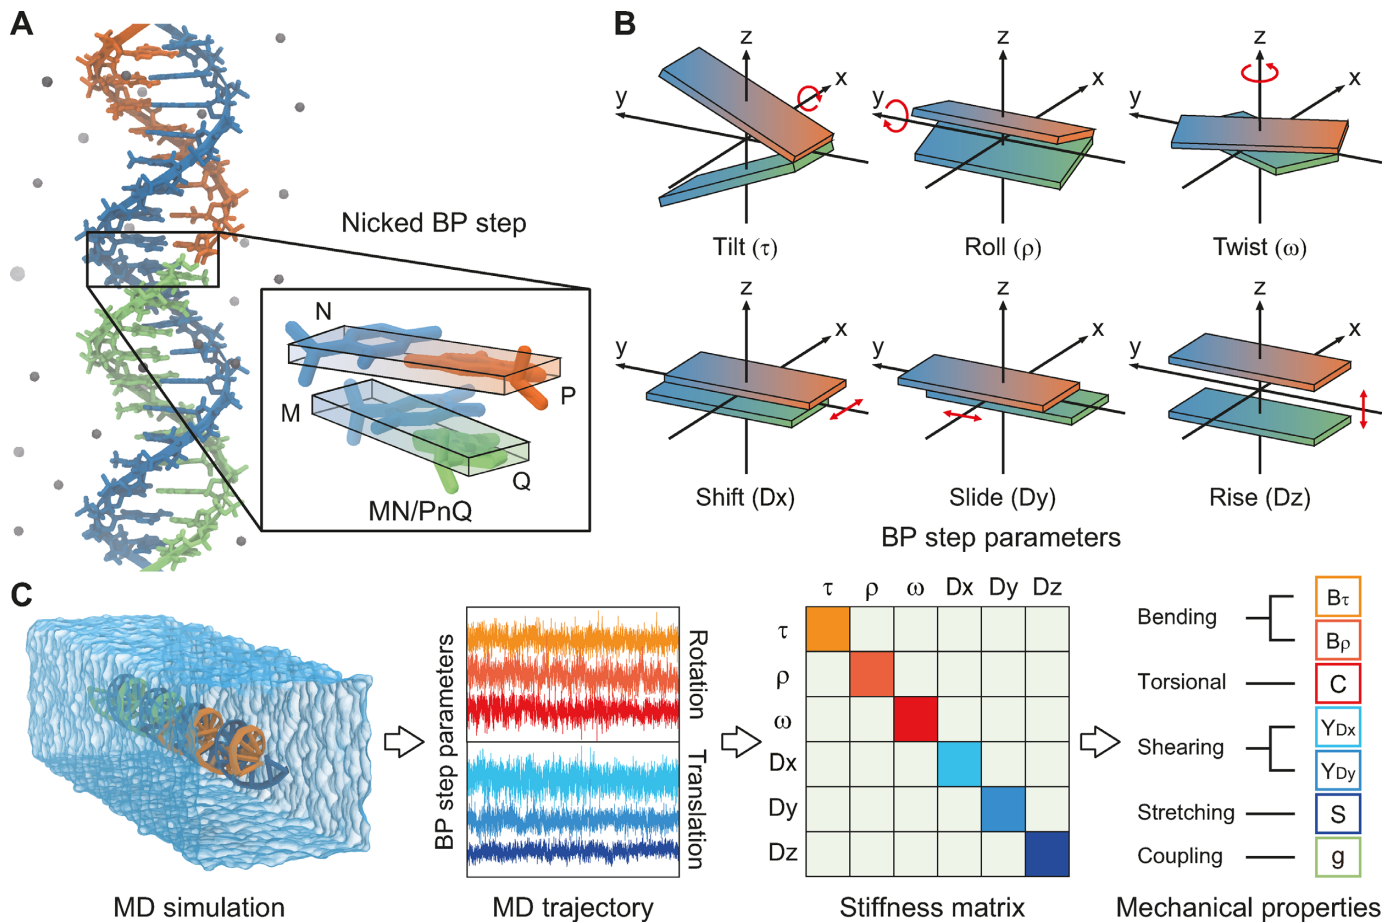 A
Nicked BP step
N
P
M
Q
MN/PnQ
B
z
x
y
Tilt (τ)
z
x
y
Roll (ρ)
z
x
y
Twist (ω)
z
x
y
Shift (Dx)
z
x
y
Slide (Dy)
z
x
y
Rise (Dz)
BP step parameters
C
MD simulation
BP step parameters
Rotation
Translation
MD trajectory
τ ρ ω Dx Dy Dz
τ
ρ
ω
Dx
Dy
Dz
Stiffness matrix
Bending
Bτ
Bρ
Torsional
C
Shearing
YDx
YDy
Stretching
S
Coupling
g
Mechanical properties